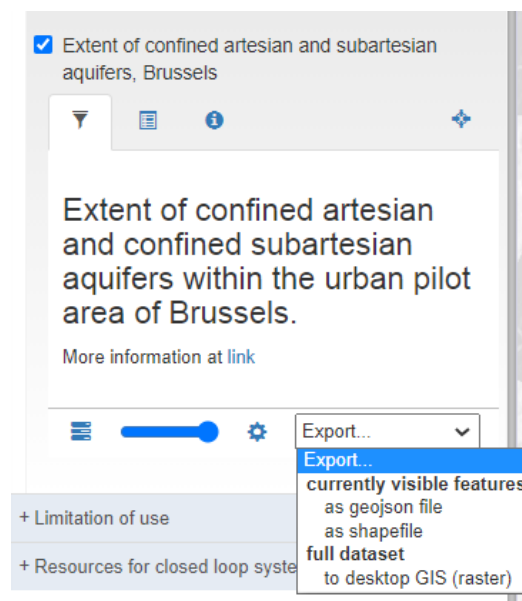 Extent of confined artesian and subartesian
aquifers, Brussels
Extent of confined artesian
and confined subartesian
aquifers within the urban pilot
area of Brussels.
More information at link
Export...
Export...
currently visible features
as geojson file
as shapefile
full dataset
to desktop GIS (raster)
+ Limitation of use
+ Resources for closed loop syste